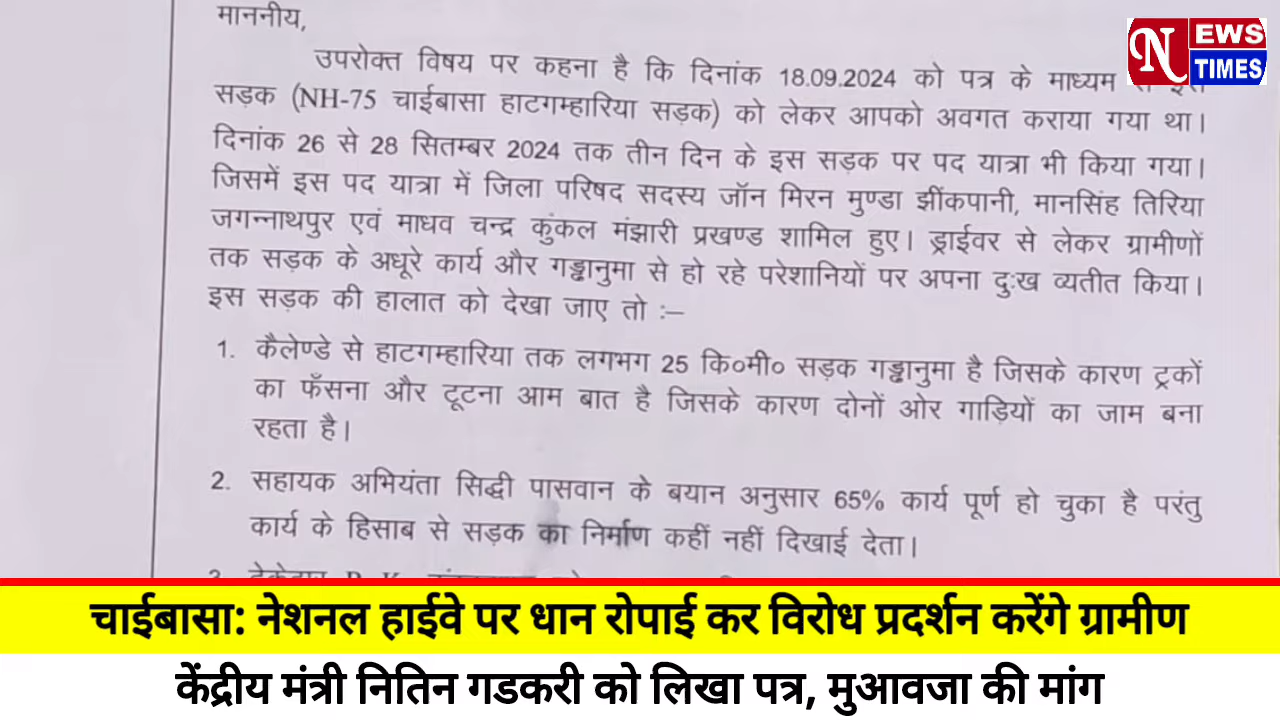 माननीय,
उपरोक्त विषय पर कहना है कि दिनांक 18.09.2024 को पत्र के माध्यम से इस
सड़क (NH-75 चाईबासा हाटगम्हारिया सड़क) को लेकर आपको अवगत कराया गया था।
दिनांक 26 से 28 सितम्बर 2024 तक तीन दिन के इस सड़क पर पद यात्रा भी किया गया।
जिसमें इस पद यात्रा में जिला परिषद सदस्य जॉन मिरन मुण्डा झींकपानी, मानसिंह तिरिया
जगन्नाथपुर एवं माधव चन्द्र कुंकल मंझारी प्रखण्ड शामिल हुए। ड्राईवर से लेकर ग्रामीणों
तक सड़क के अधूरे कार्य और गड्ढानुमा से हो रहे परेशानियों पर अपना दुःख व्यतीत किया।
इस सड़क की हालात को देखा जाए तो :–
1. कैलेण्डे से हाटगम्हारिया तक लगभग 25 कि०मी० सड़क गड्ढानुमा है जिसके कारण ट्रकों
का फँसना और टूटना आम बात है जिसके कारण दोनों ओर गाड़ियों का जाम बना
रहता है।
2. सहायक अभियंता सिद्धी पासवान के बयान अनुसार 65% कार्य पूर्ण हो चुका है परंतु
कार्य के हिसाब से सड़क का निर्माण कहीं नहीं दिखाई देता।
NEWS
TIMES
चाईबासा: नेशनल हाईवे पर धान रोपाई कर विरोध प्रदर्शन करेंगे ग्रामीण
केंद्रीय मंत्री नितिन गडकरी को लिखा पत्र, मुआवजा की मांग